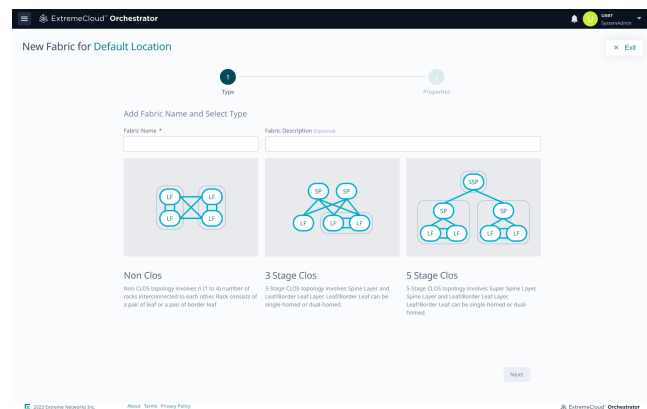 ExtremeCloud™ Orchestrator
U
user
SystemAdmin
New Fabric for Default Location
× Exit
1
2
Type
Properties
Add Fabric Name and Select Type
Fabric Name *
Fabric Description (Optional)
LF LF
LF LF
SP SP
LF LF LF
SSP
SP SP
LF LF LF LF
Non Clos
Non CLOS topology involves n (1 to 4) number of
racks interconnected to each other. Rack consists of
a pair of leaf or a pair of border leaf
3 Stage Clos
3-Stage CLOS topology involves Spine Layer and
Leaf/Border Leaf Layer. Leaf/Border Leaf can be
single-homed or dual-homed.
5 Stage Clos
5-Stage CLOS topology involves Super Spine Layer,
Spine Layer and Leaf/Border Leaf Layer.
Leaf/Border Leaf can be single-homed or dual-
homed.
Next
2023 Extreme Networks Inc.
About Terms Privacy Policy
ExtremeCloud™ Orchestrator